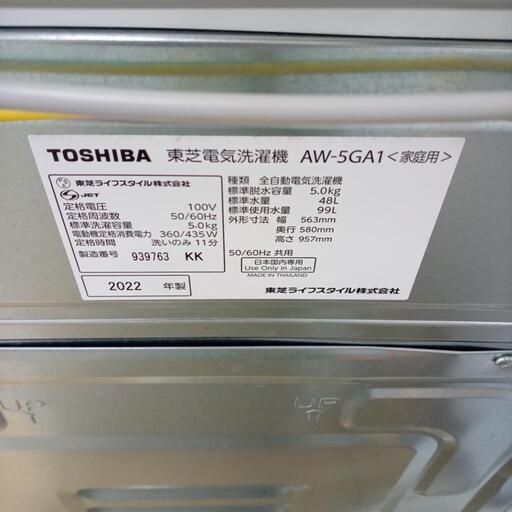 TOSHIBA 東芝電気洗濯機 AW-5GA1<家庭用>
東芝ライフスタイル株式会社
JET
定格電圧 100V
定格周波数 50/60Hz
標準洗濯容量 5.0kg
電動機定格消費電力 360/435W
定格時間 洗いのみ 11分
製造番号 939763 KK
2022 年製
種類 全自動電気洗濯機
標準脱水容量 5.0kg
標準水量 48L
標準使用水量 99L
外形寸法 幅 563mm
奥行 580mm
高さ 957mm
50/60Hz 共用
日本国内専用
Use Only in Japan
MADE IN THAILAND
東芝ライフスタイル株式会社
UP
UP